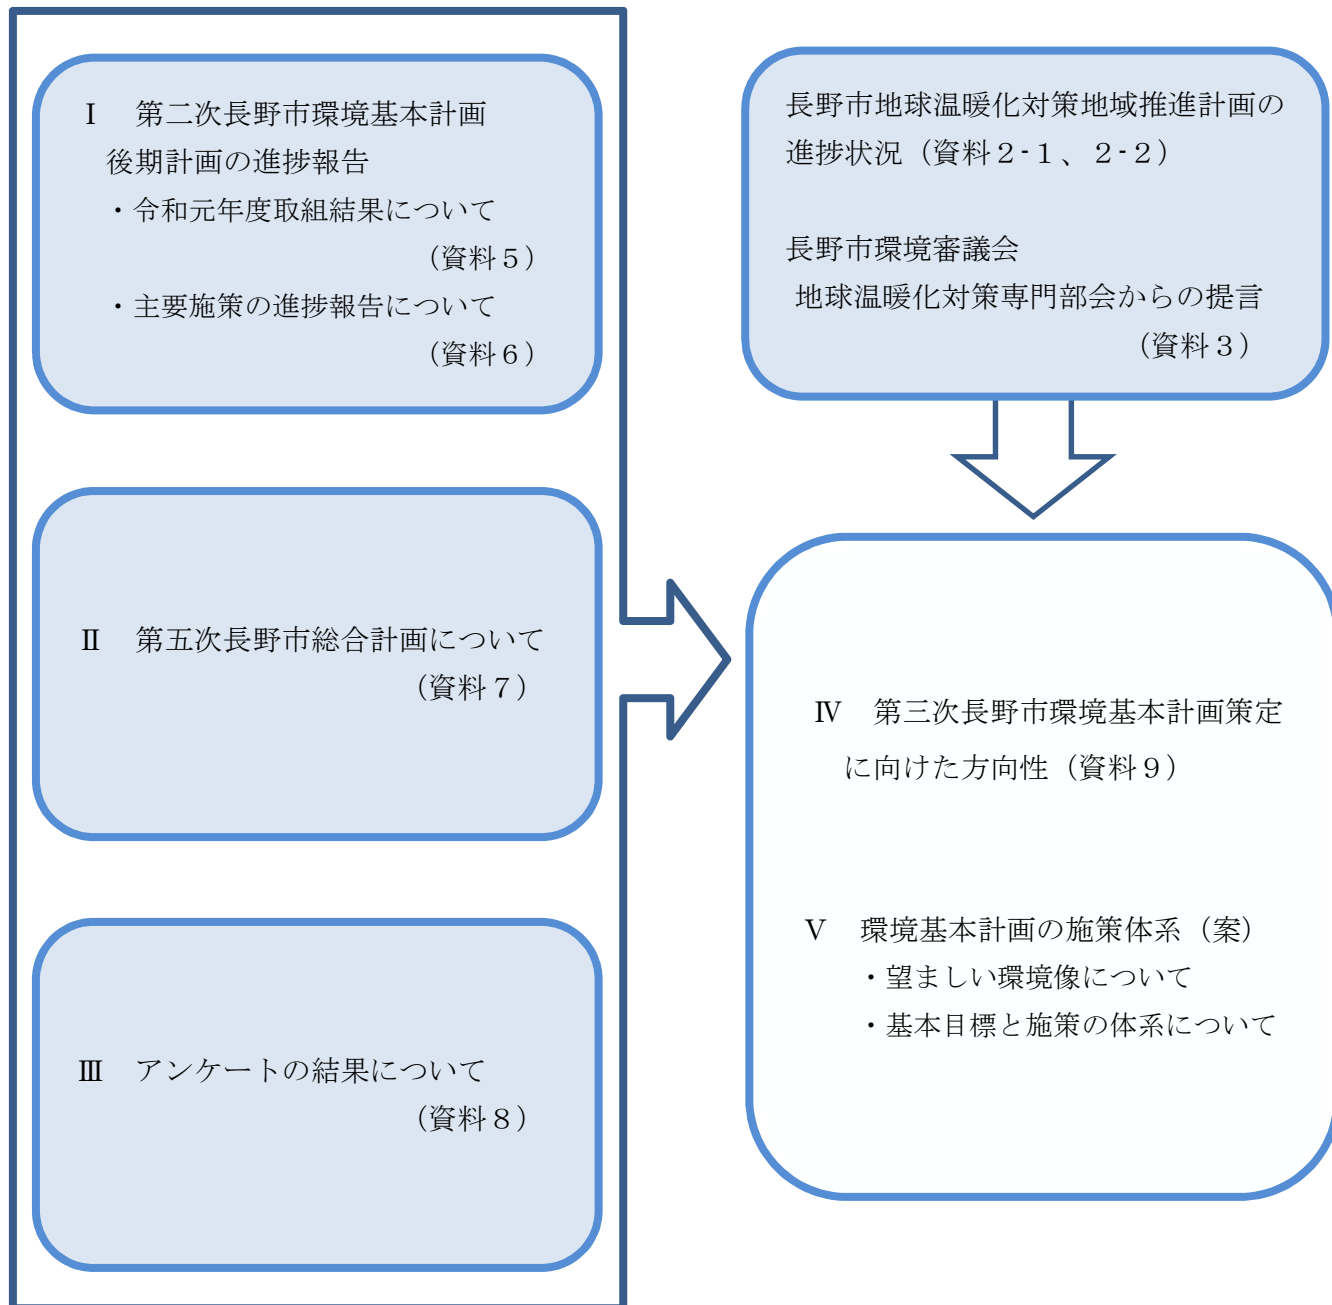 Ⅰ　第二次長野市環境基本計画
後期計画の進捗報告
・令和元年度取組結果について
（資料５）
・主要施策の進捗報告について
（資料６）
Ⅱ　第五次長野市総合計画について
（資料７）
Ⅲ　アンケートの結果について
（資料８）
長野市地球温暖化対策地域推進計画の
進捗状況（資料２-１、２-２）
長野市環境審議会
地球温暖化対策専門部会からの提言
（資料３）
Ⅳ　第三次長野市環境基本計画策定
に向けた方向性（資料９）
Ⅴ　環境基本計画の施策体系（案）
・望ましい環境像について
・基本目標と施策の体系について